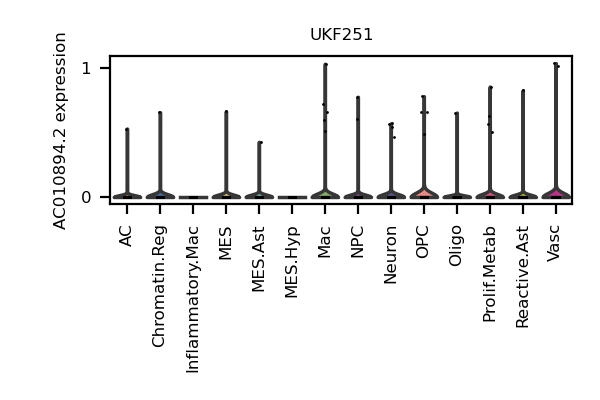 UKF251
AC010894.2 expression
1
0
AC
Chromatin.Reg
Inflammatory.Mac
MES
MES.Ast
MES.Hyp
Mac
NPC
Neuron
OPC
Oligo
Prolif.Metab
Reactive.Ast
Vasc